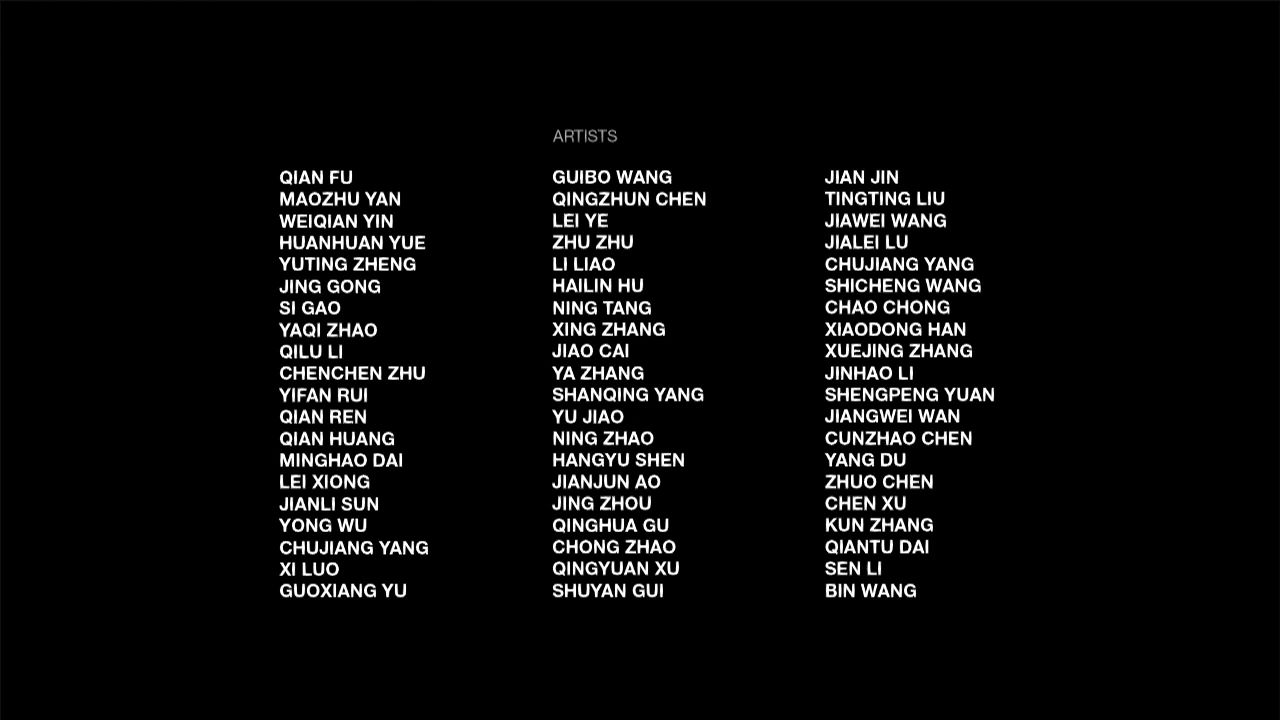 ARTISTS
QIAN FU
MAOZHU YAN
WEIQIAN YIN
HUANHUAN YUE
YUTING ZHENG
JING GONG
SI GAO
YAQI ZHAO
QILU LI
CHENCHEN ZHU
YIFAN RUI
QIAN REN
QIAN HUANG
MINGHAO DAI
LEI XIONG
JIANLI SUN
YONG WU
CHUJIANG YANG
XI LUO
GUOXIANG YU
GUIBO WANG
QINGZHUN CHEN
LEI YE
ZHU ZHU
LI LIAO
HAILIN HU
NING TANG
XING ZHANG
JIAO CAI
YA ZHANG
SHANQING YANG
YU JIAO
NING ZHAO
HANGYU SHEN
JIANJUN AO
JING ZHOU
QINGHUA GU
CHONG ZHAO
QINGYUAN XU
SHUYAN GUI
JIAN JIN
TINGTING LIU
JIAWEI WANG
JIALEI LU
CHUJIANG YANG
SHICHENG WANG
CHAO CHONG
XIAODONG HAN
XUEJING ZHANG
JINHAO LI
SHENGPENG YUAN
JIANGWEI WAN
CUNZHAO CHEN
YANG DU
ZHUO CHEN
CHEN XU
KUN ZHANG
QIANTU DAI
SEN LI
BIN WANG